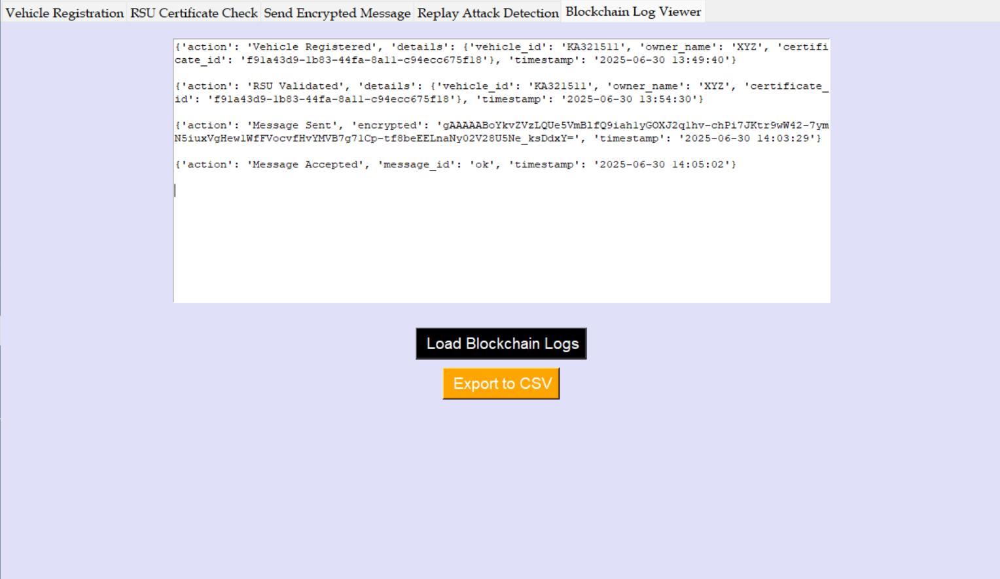 Vehicle Registration RSU Certificate Check Send Encrypted Message Replay Attack Detection Blockchain Log Viewer
{'action': 'Vehicle Registered', 'details': {'vehicle_id': 'KA321511', 'owner_name': 'XYZ', 'certifi
cate_id': 'f91a43d9-1b83-44fa-8a11-c94ecc675f18'}, 'timestamp': '2025-06-30 13:49:40'}
{'action': 'RSU Validated', 'details': {'vehicle_id': 'KA321511', 'owner_name': 'XYZ', 'certificate_
id': 'f91a43d9-1b83-44fa-8a11-c94ecc675f18'}, 'timestamp': '2025-06-30 13:54:30'}
{'action': 'Message Sent', 'encrypted': 'gAAAAABoYkvZVzLQUe5VmBlfQ9iah1yGOXJ2q1hv-chPi7JKtr9wW42-7ym
N5iuxVgHew1WfFVocvfHvYMVB7g71Cp-tf8beEELnaNy02V28U5Ne_ksDdxY=', 'timestamp': '2025-06-30 14:03:29'}
{'action': 'Message Accepted', 'message_id': 'ok', 'timestamp': '2025-06-30 14:05:02'}
Load Blockchain Logs
Export to CSV